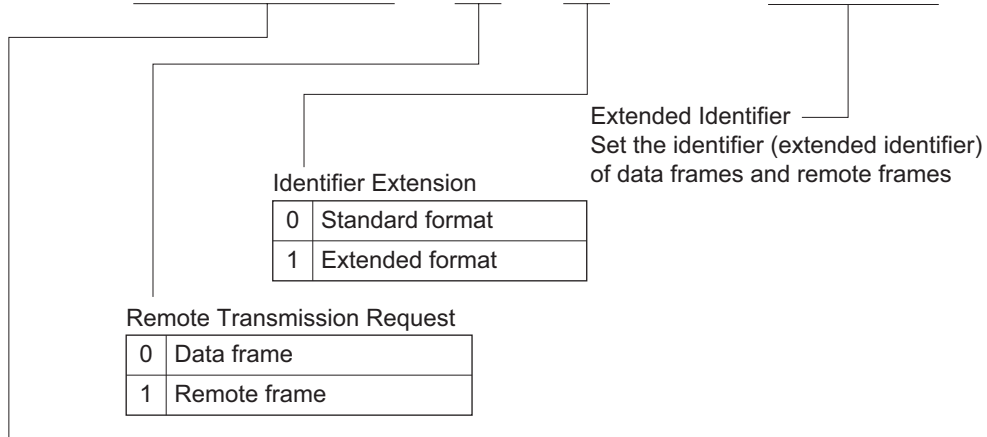 Extended Identifier
Set the identifier (extended identifier)
of data frames and remote frames
Identifier Extension
0 Standard format
1 Extended format
Remote Transmission Request
0 Data frame
1 Remote frame